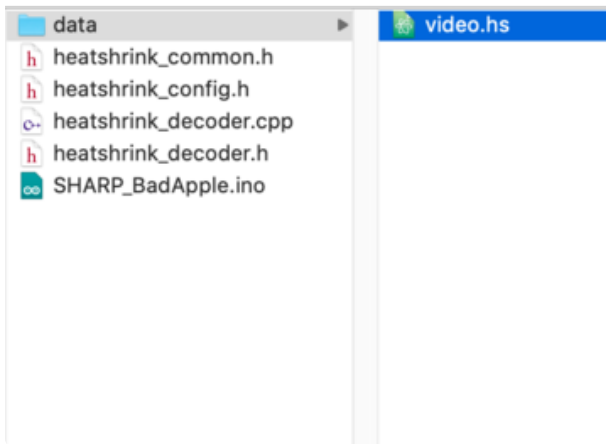 data
heatshrink_common.h
heatshrink_config.h
heatshrink_decoder.cpp
heatshrink_decoder.h
SHARP_BadApple.ino
video.hs